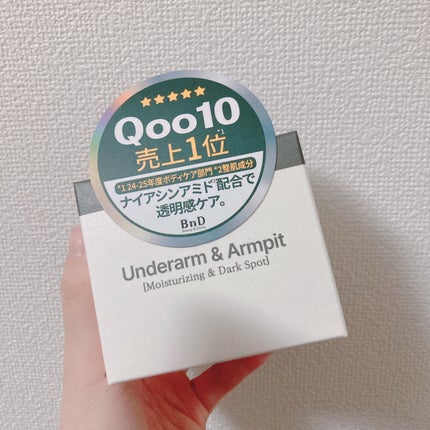 ★★★★★
Qoo10
売上1位*1
*1 24-25年度ボディケア部門 *2整肌成分
ナイアシンアミド*2配合で
透明感ケア。
BnD
Underarm & Armpit
[Moisturizing & Dark Spot]